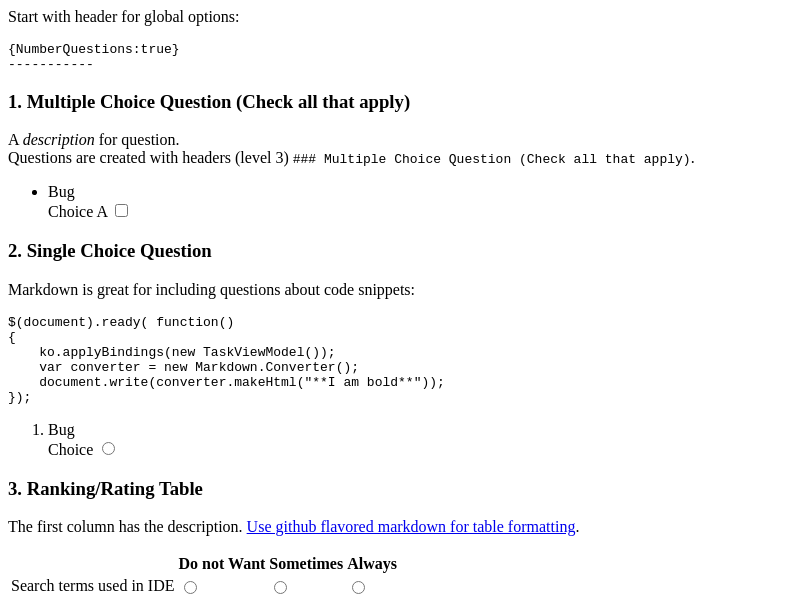 Start with header for global options:
{NumberQuestions:true}
-----------
1. Multiple Choice Question (Check all that apply)
A description for question.
Questions are created with headers (level 3) ### Multiple Choice Question (Check all that apply).
• Bug
Choice A
2. Single Choice Question
Markdown is great for including questions about code snippets:
$(document).ready( function()
{
    ko.applyBindings(new TaskViewModel());
    var converter = new Markdown.Converter();
    document.write(converter.makeHtml("**I am bold**"));
});
1. Bug
Choice
3. Ranking/Rating Table
The first column has the description. Use github flavored markdown for table formatting.
Do not Want Sometimes Always
Search terms used in IDE